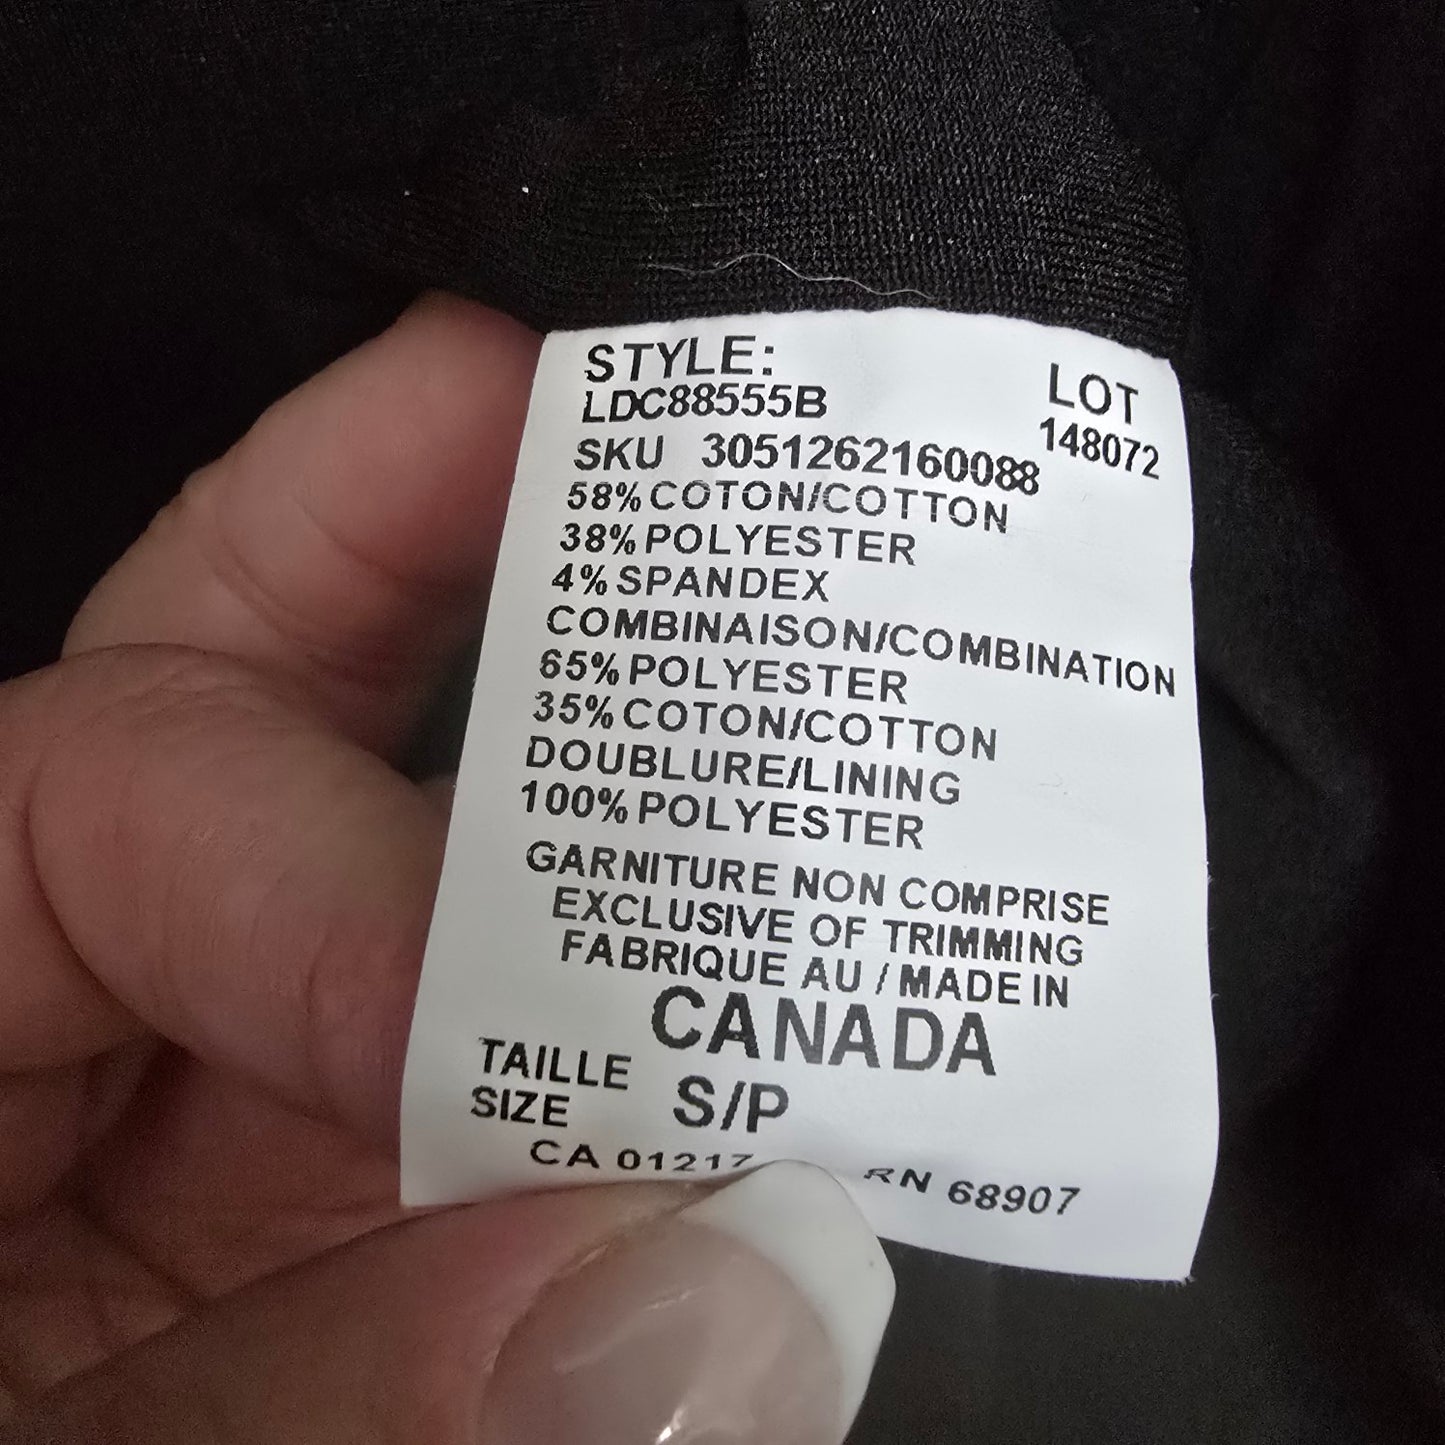 STYLE:
LDC88555B
LOT
148072
SKU 3051262160088
58% COTON/COTTON
38% POLYESTER
4% SPANDEX
COMBINAISON/COMBINATION
65% POLYESTER
35% COTON/COTTON
DOUBLURE/LINING
100% POLYESTER
GARNITURE NON COMPRISE
EXCLUSIVE OF TRIMMING
FABRIQUE AU / MADE IN
CANADA
TAILLE
SIZE
S/P
CA 01217 RN 68907